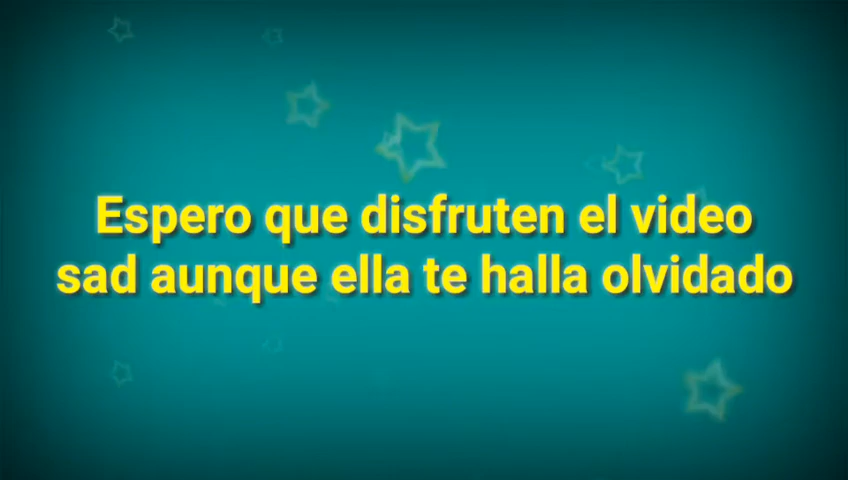 Espero que disfruten el video
sad aunque ella te halla olvidado